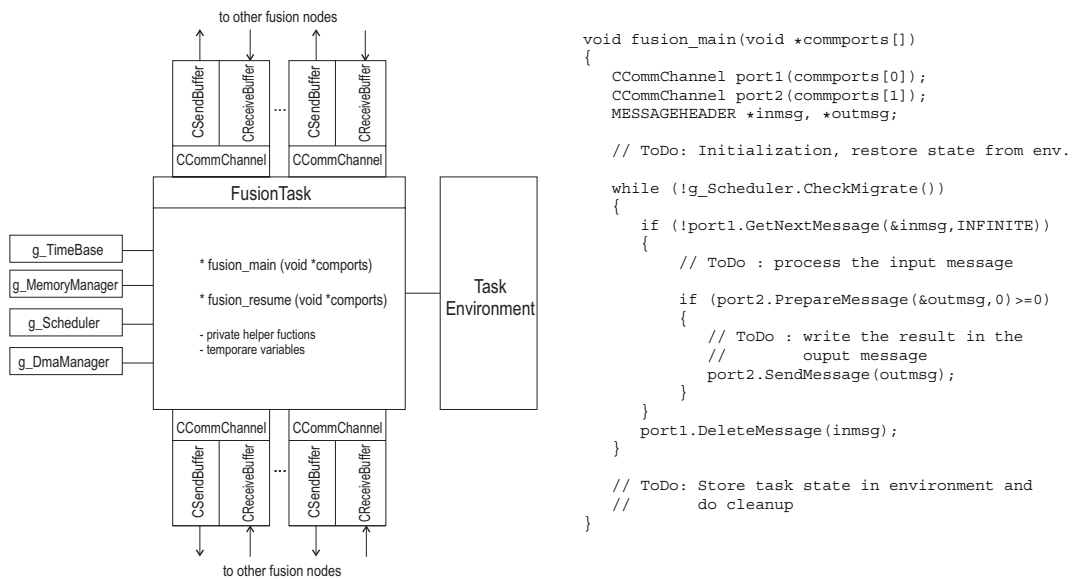 to other fusion nodes
CSendBuffer
CReceiveBuffer
...
CSendBuffer
CReceiveBuffer
CCommChannel
CCommChannel
FusionTask
g_TimeBase
g_MemoryManager
g_Scheduler
g_DmaManager
* fusion_main (void *comports)
* fusion_resume (void *comports)
- private helper fuctions
- temporare variables
Task
Environment
CCommChannel
CCommChannel
CSendBuffer
CReceiveBuffer
...
CSendBuffer
CReceiveBuffer
to other fusion nodes
void fusion_main(void *commports[])
{
CCommChannel port1(commports[0]);
CCommChannel port2(commports[1]);
MESSAGEHEADER *inmsg, *outmsg;
// ToDo: Initialization, restore state from env.
while (!g_Scheduler.CheckMigrate())
{
if (!port1.GetNextMessage(&inmsg,INFINITE))
{
// ToDo : process the input message
if (port2.PrepareMessage(&outmsg,0)>=0)
{
// ToDo : write the result in the
// ouput message
port2.SendMessage(outmsg);
}
}
port1.DeleteMessage(inmsg);
}
// ToDo: Store task state in environment and
// do cleanup
}